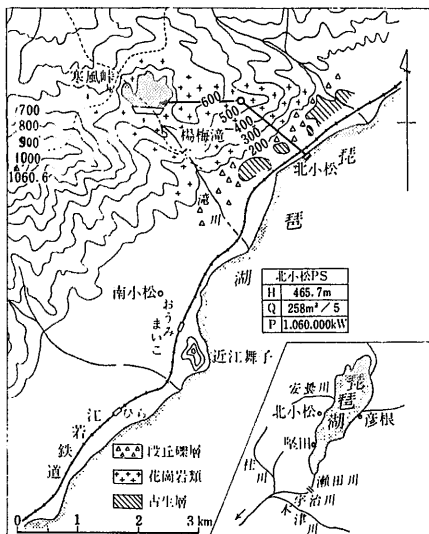 寒風峠
700
800
900
1000
1060.6
600
500
400
300
200
楊梅滝
滝川
北小松
琵琶湖
南小松
おうみまいこ
近江舞子
北小松PS
H 465.7m
Q 258m³/5
P 1.060.000kW
ひら
江若鉄道
段丘礫層
花崗岩類
古生層
0 1 2 3 km
安曇川
琵琶湖
北小松
彦根
堅田
桂川
瀬田川
宇治川
木津川